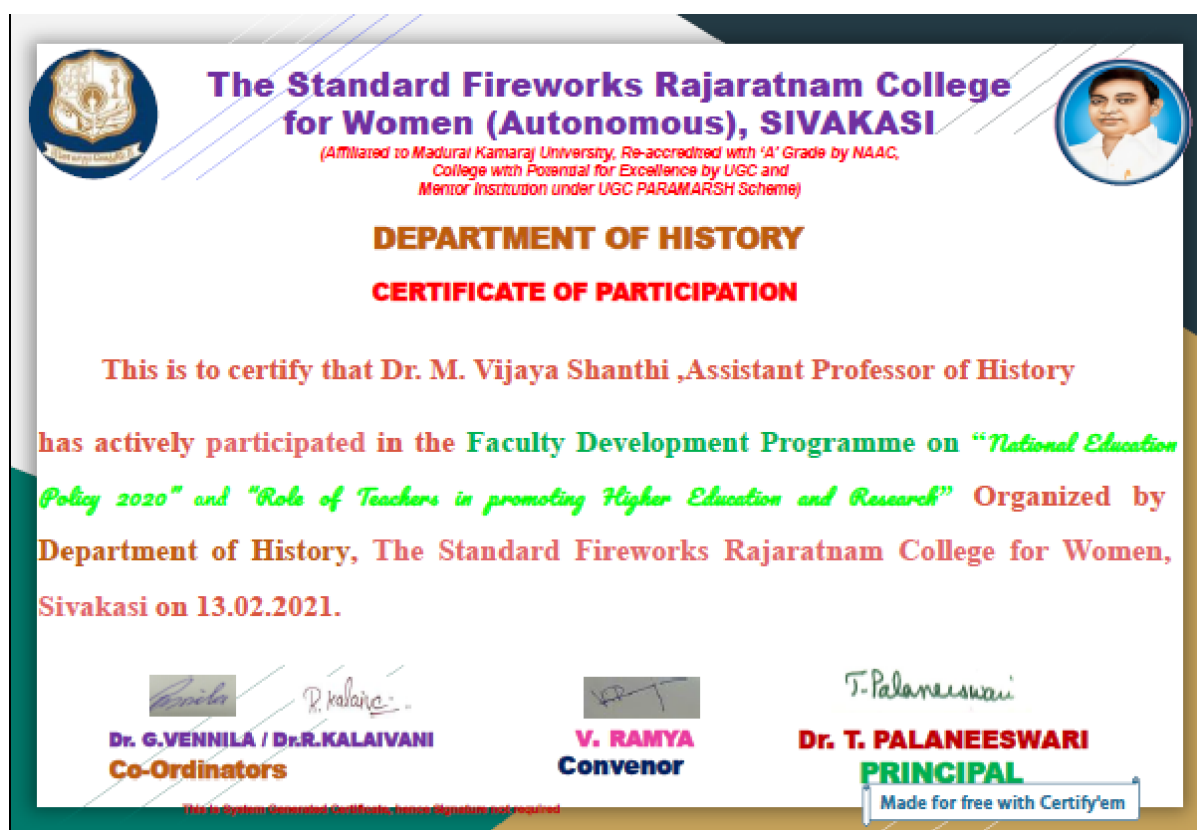 The Standard Fireworks Rajaratnam College
for Women (Autonomous), SIVAKASI
(Affiliated to Madurai Kamaraj University, Re-accredited with 'A' Grade by NAAC,
College with Potential for Excellence by UGC and
Mentor Institution under UGC PARAMARSH Scheme)
DEPARTMENT OF HISTORY
CERTIFICATE OF PARTICIPATION
This is to certify that Dr. M. Vijaya Shanthi ,Assistant Professor of History
has actively participated in the Faculty Development Programme on “National Education
Policy 2020” and “Role of Teachers in promoting Higher Education and Research” Organized by
Department of History, The Standard Fireworks Rajaratnam College for Women,
Sivakasi on 13.02.2021.
R. Kalaiva
T. Palaneeswari
Dr. G.VENNILA / Dr.R.KALAIVANI
V. RAMYA
Dr. T. PALANEESWARI
Co-Ordinators
Convenor
PRINCIPAL
This is System Generated Certificate, hence Signature not required
Made for free with Certify'em